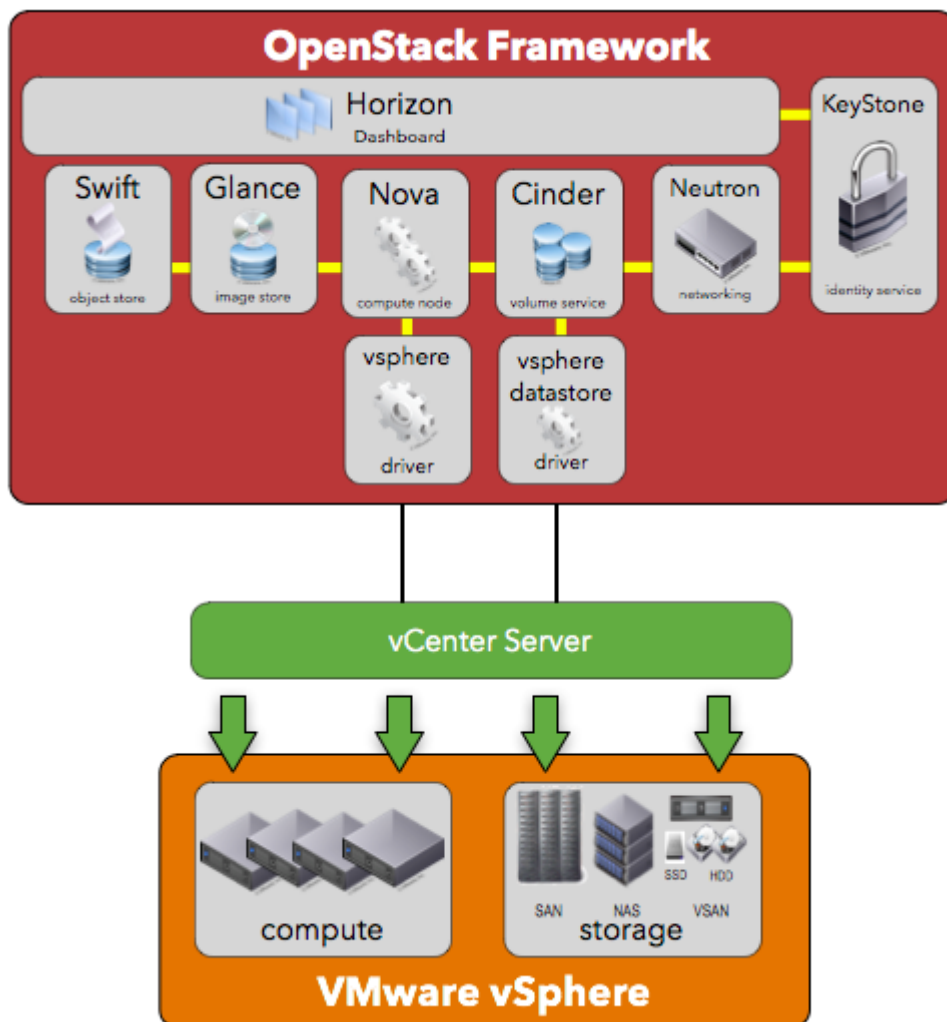 OpenStack Framework
Horizon
Dashboard
KeyStone
identity service
Swift
object store
Glance
image store
Nova
compute node
Cinder
volume service
Neutron
networking
vsphere
driver
vsphere
datastore
driver
vCenter Server
SSD HDD
SAN NAS VSAN
compute
storage
VMware vSphere